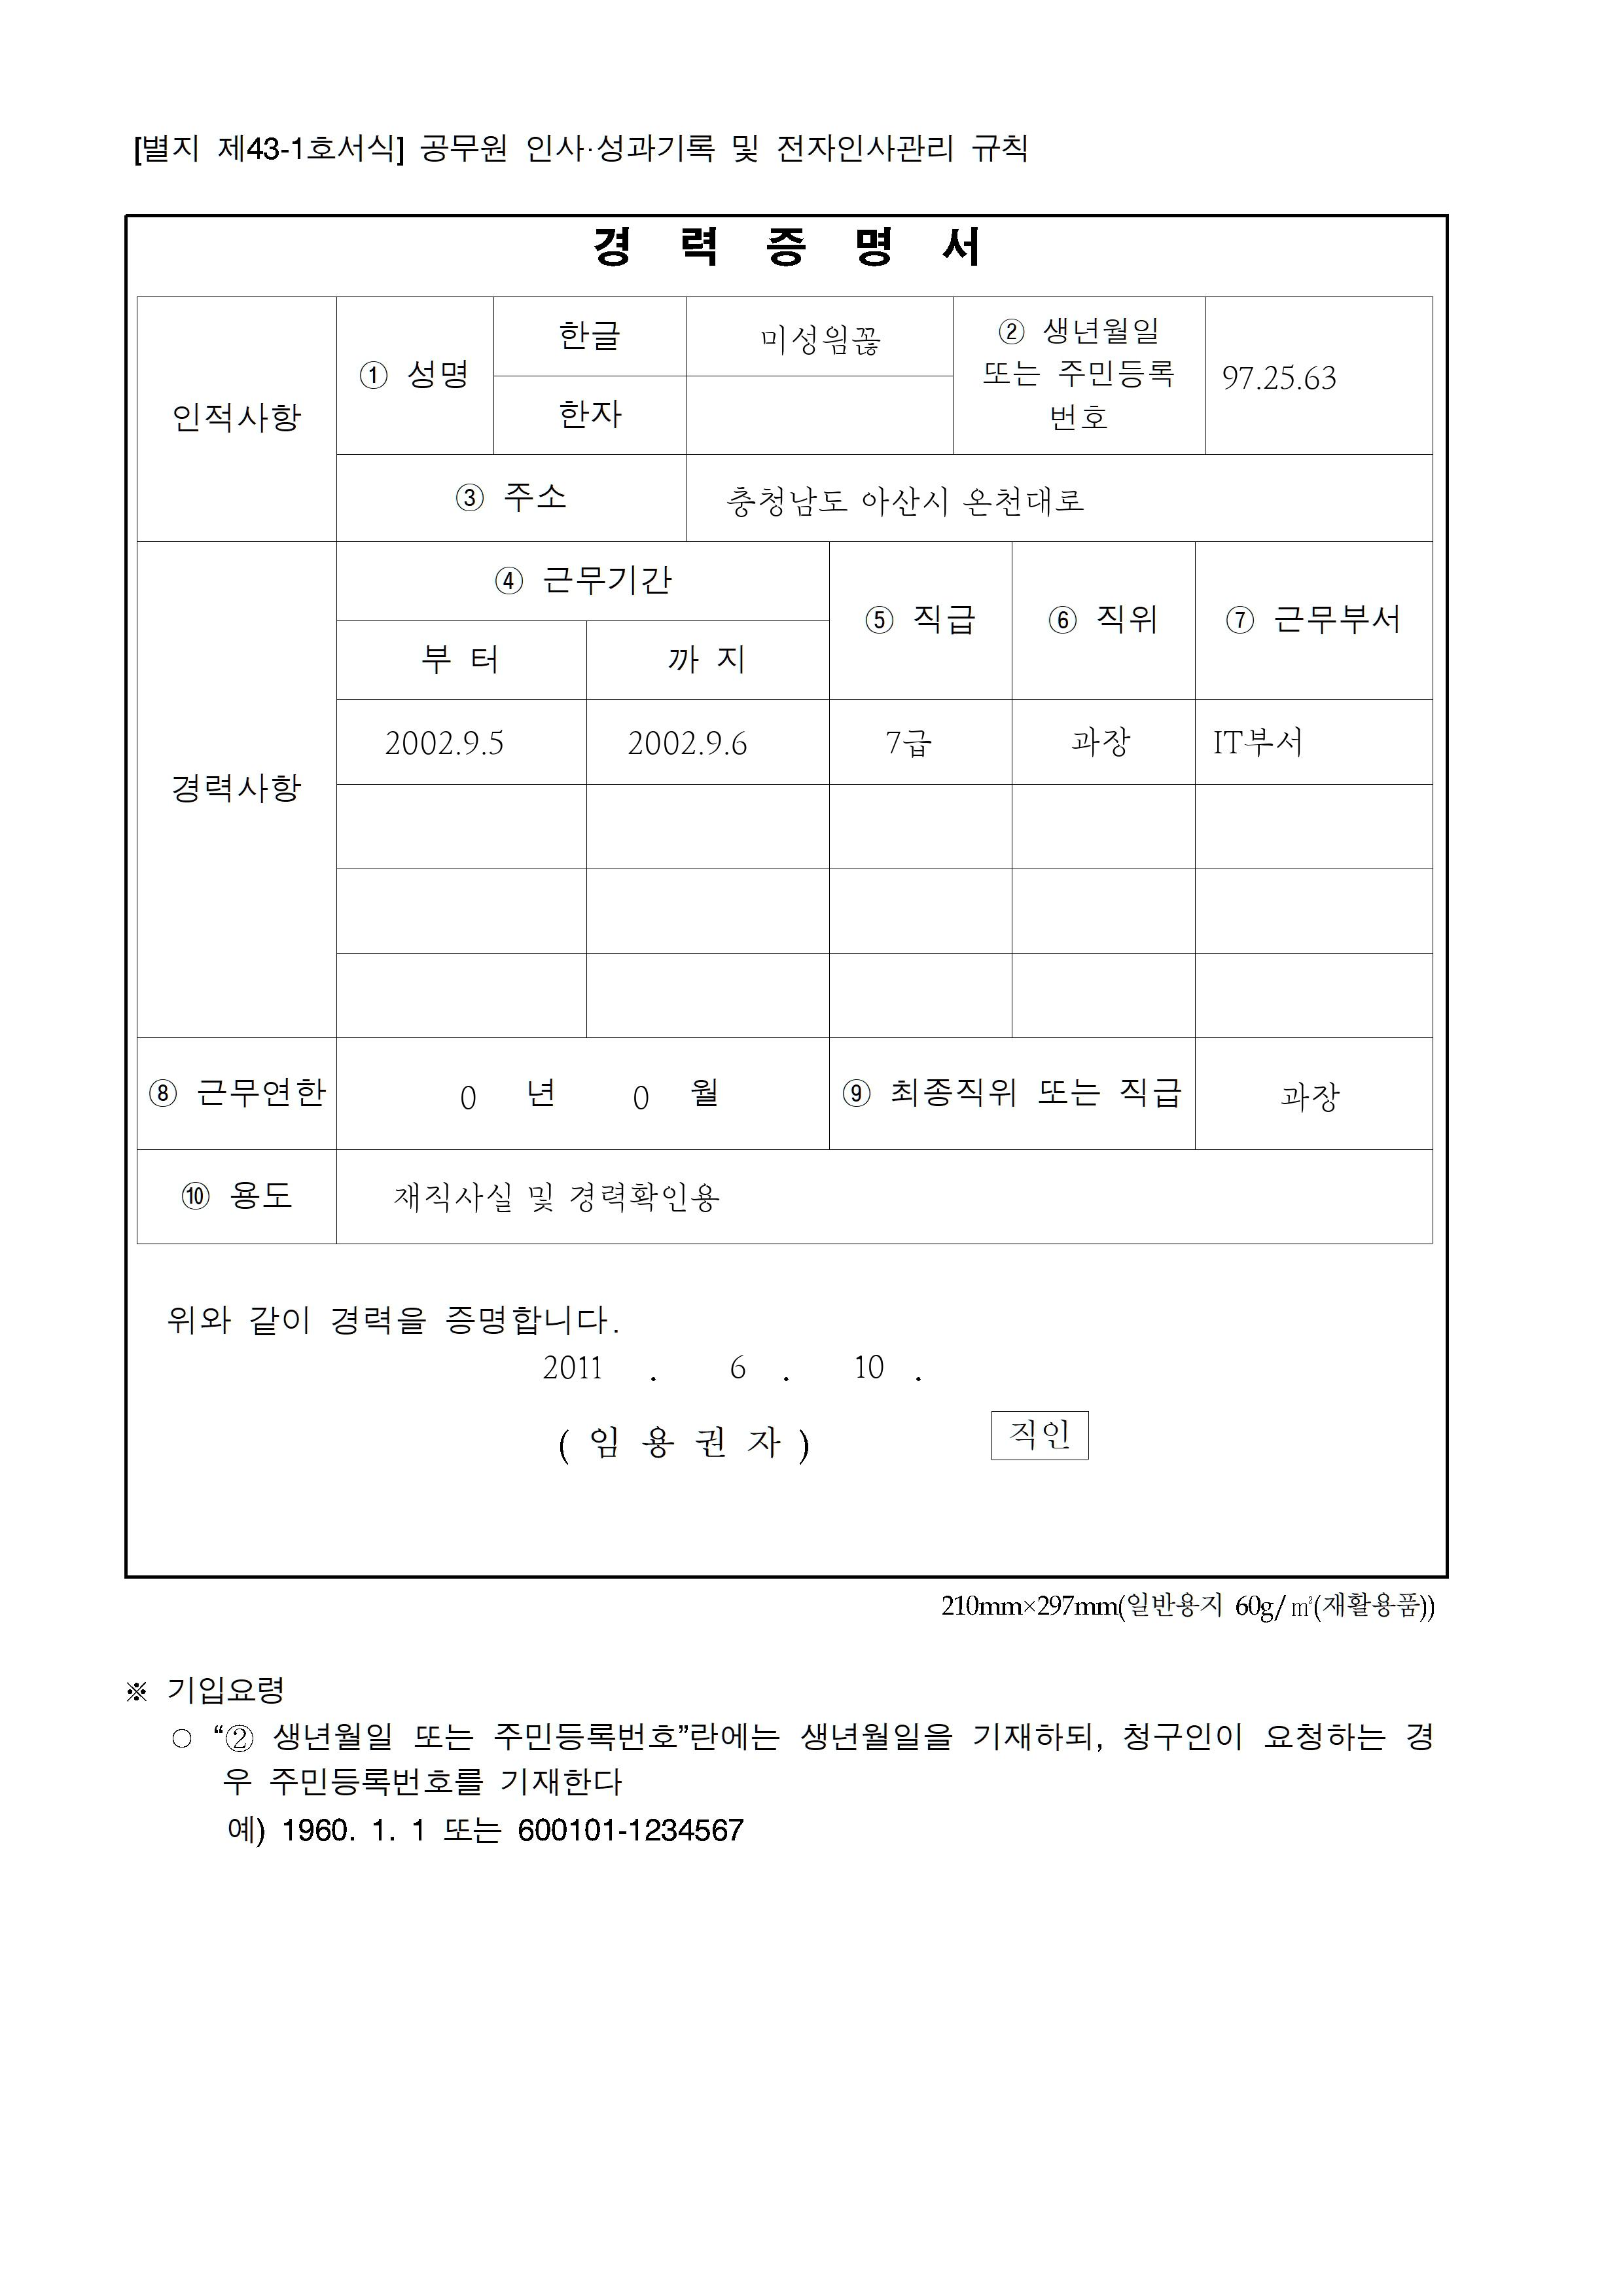 [별지 제43-1호서식] 공무원 인사·성과기록 및 전자인사관리 규칙
경 력 증 명 서
인적사항
① 성명
한글
미성읨꾷
② 생년월일
또는 주민등록
번호
97.25.63
한자
③ 주소
충청남도 아산시 온천대로
경력사항
④ 근무기간
⑤ 직급
⑥ 직위
⑦ 근무부서
부 터
까 지
2002.9.5
2002.9.6
7급
과장
IT부서
⑧ 근무연한
0 년 0 월
⑨ 최종직위 또는 직급
과장
⑩ 용도
재직사실 및 경력확인용
위와 같이 경력을 증명합니다.
2011 . 6 . 10 .
( 임 용 권 자 )
직인
210mm×297mm(일반용지 60g/㎡(재활용품))
※ 기입요령
○ “② 생년월일 또는 주민등록번호”란에는 생년월일을 기재하되, 청구인이 요청하는 경
우 주민등록번호를 기재한다
예) 1960. 1. 1 또는 600101-1234567